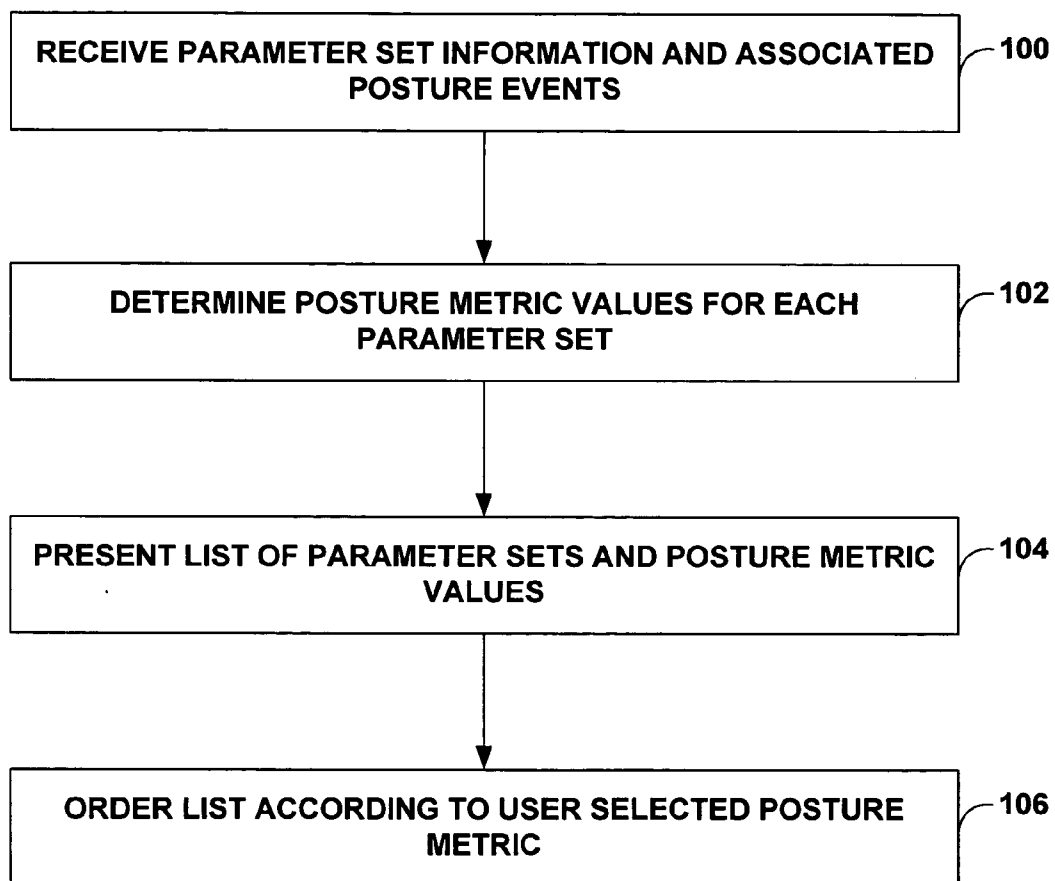 RECEIVE PARAMETER SET INFORMATION AND ASSOCIATED
POSTURE EVENTS
100
DETERMINE POSTURE METRIC VALUES FOR EACH
PARAMETER SET
102
PRESENT LIST OF PARAMETER SETS AND POSTURE METRIC
VALUES
104
ORDER LIST ACCORDING TO USER SELECTED POSTURE
METRIC
106